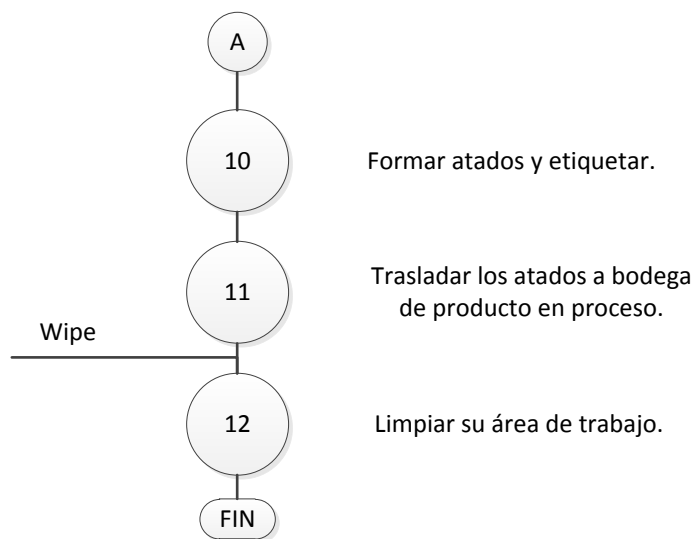 A
10
Formar atados y etiquetar.
11
Trasladar los atados a bodega
de producto en proceso.
Wipe
12
Limpiar su área de trabajo.
FIN